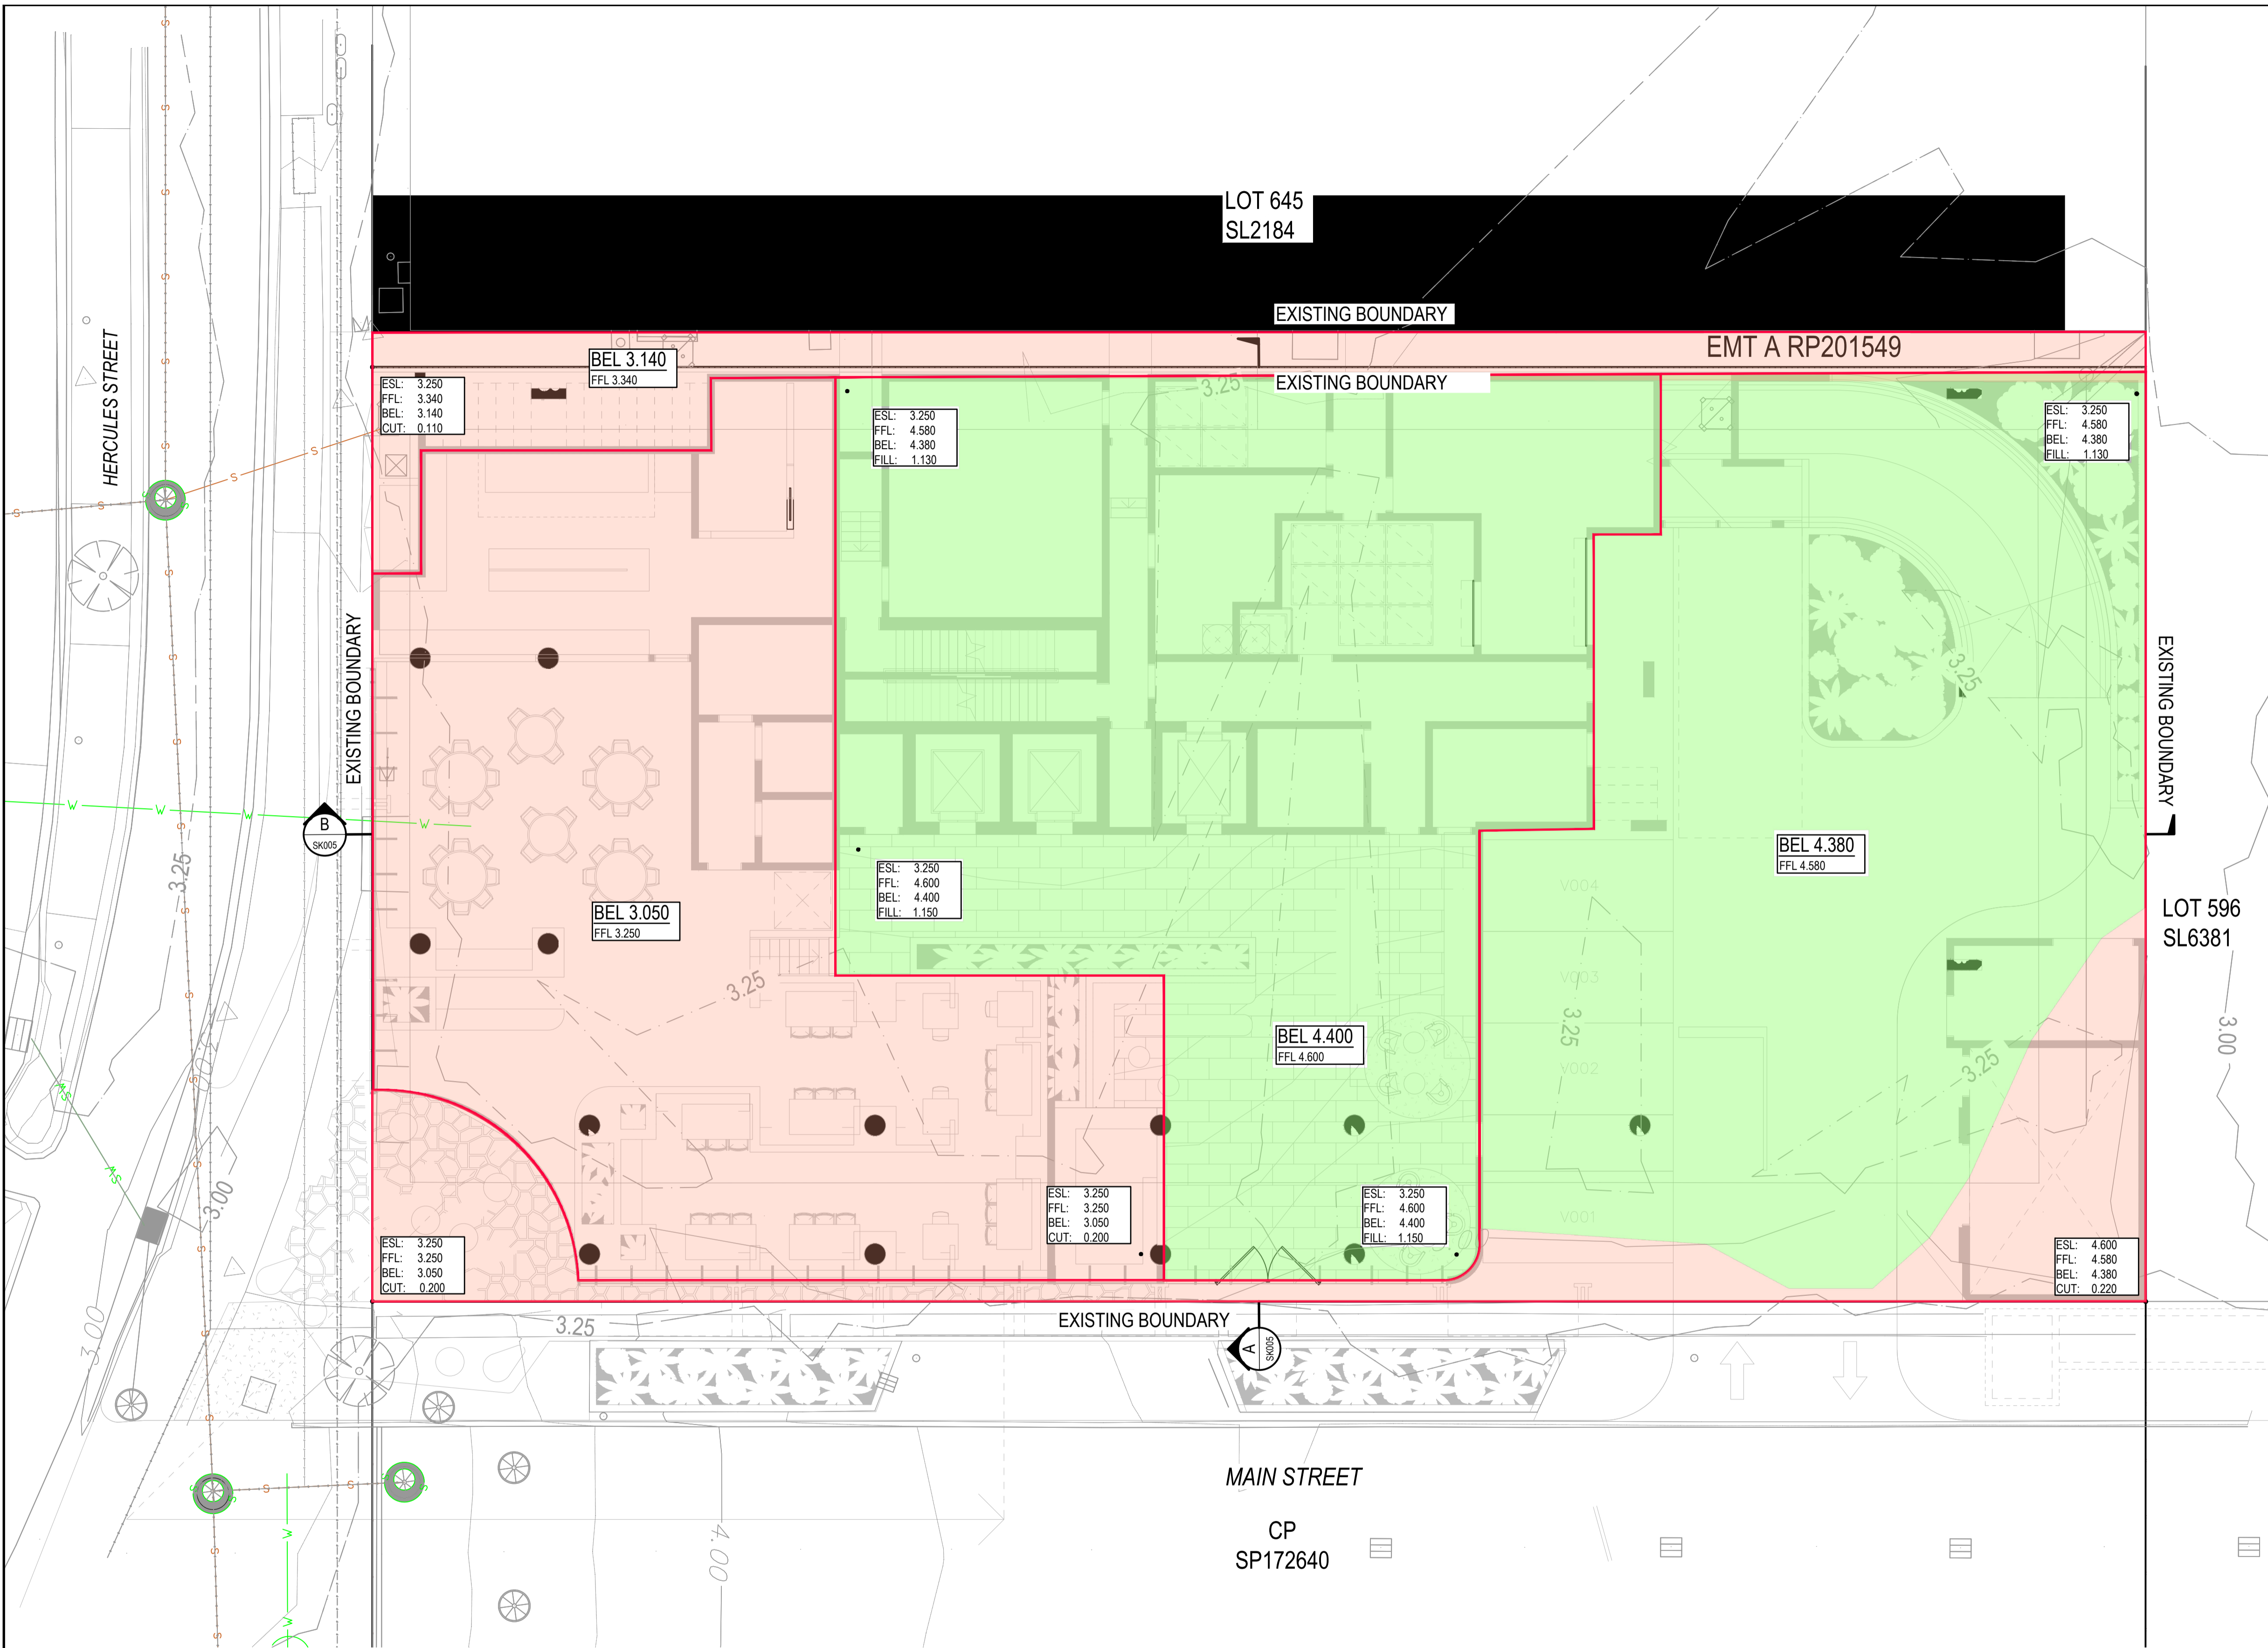 LOT 645
SL2184
EXISTING BOUNDARY
EMT A RP201549
HERCULES STREET
BEL 3.140
FFL 3.340
EXISTING BOUNDARY
3.25
ESL: 3.250
FFL: 3.340
BEL: 3.140
CUT: 0.110
ESL: 3.250
FFL: 4.580
BEL: 4.380
FILL: 1.130
ESL: 3.250
FFL: 4.580
BEL: 4.380
FILL: 1.130
S
S
S
S
S
S
S
S
S
S
EXISTING BOUNDARY
EXISTING BOUNDARY
3.25
W
W
W
W
B
SK005
3.25
BEL 4.380
FFL 4.580
ESL: 3.250
FFL: 4.600
BEL: 4.400
FILL: 1.150
V004
BEL 3.050
FFL 3.250
LOT 596
SL6381
3.25
V003
3.25
3.00
BEL 4.400
FFL 4.600
V002
3.25
3.00
SW
SW
3.00
ESL: 3.250
FFL: 3.250
BEL: 3.050
CUT: 0.200
ESL: 3.250
FFL: 4.600
BEL: 4.400
FILL: 1.150
V001
ESL: 3.250
FFL: 3.250
BEL: 3.050
CUT: 0.200
ESL: 4.600
FFL: 4.580
BEL: 4.380
CUT: 0.220
3.00
3.25
EXISTING BOUNDARY
A
SK005
MAIN STREET
S
S
S
W
W
4.00
CP
SP172640